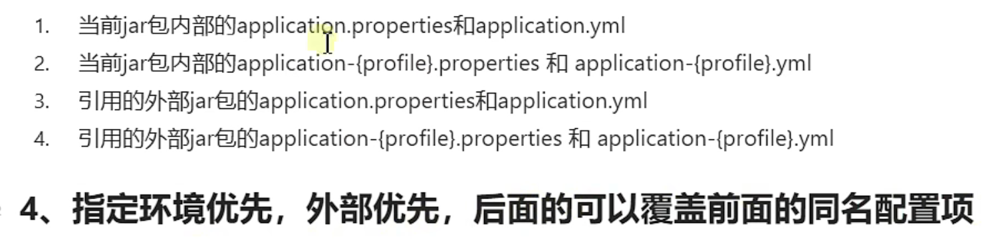 1. 当前jar包内部的application.properties和application.yml
2. 当前jar包内部的application-{profile}.properties 和 application-{profile}.yml
3. 引用的外部jar包的application.properties和application.yml
4. 引用的外部jar包的application-{profile}.properties 和 application-{profile}.yml
4、指定环境优先，外部优先，后面的可以覆盖前面的同名配置项